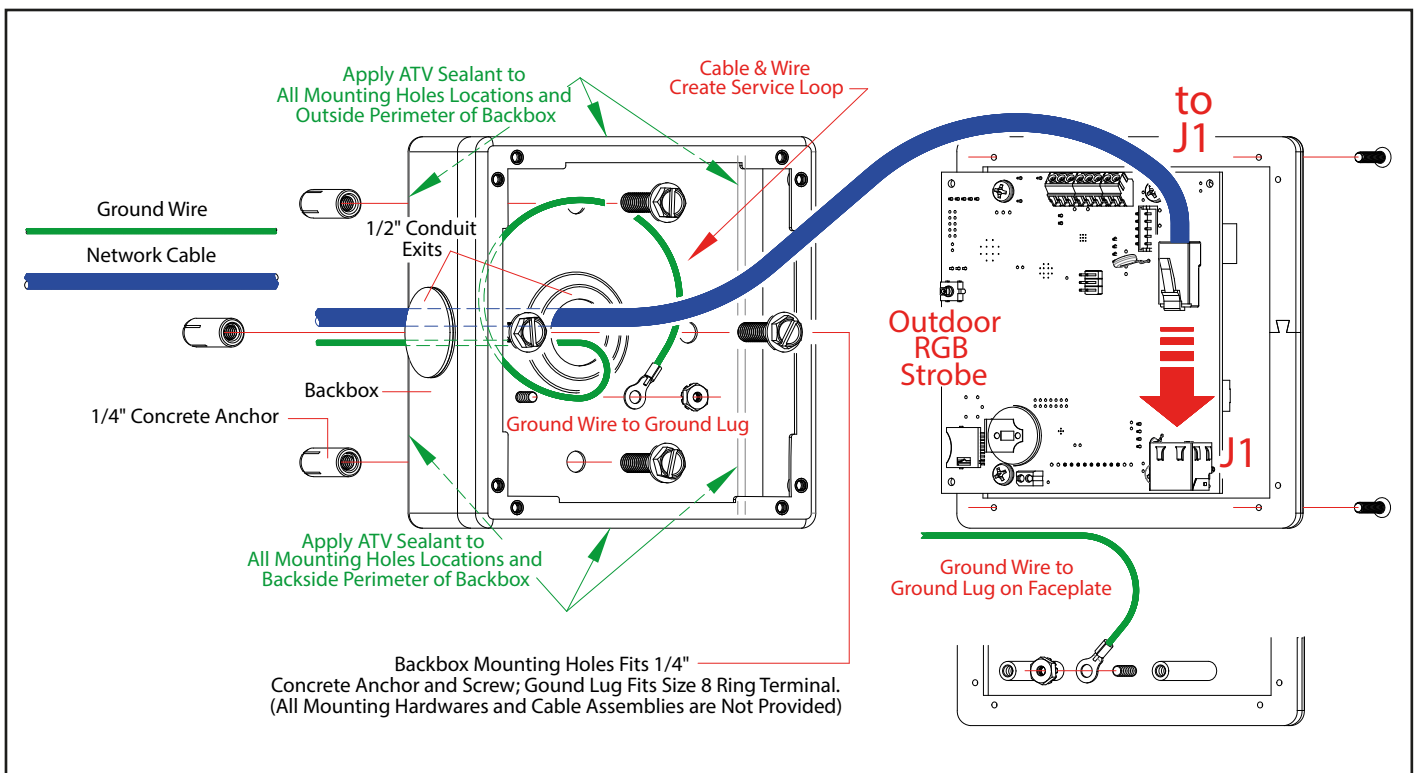 Apply ATV Sealant to
All Mounting Holes Locations and
Outside Perimeter of Backbox
Cable & Wire
Create Service Loop
to
J1
Ground Wire
Network Cable
1/2" Conduit
Exits
Outdoor
RGB
Strobe
Backbox
1/4" Concrete Anchor
Ground Wire to Ground Lug
J1
Apply ATV Sealant to
All Mounting Holes Locations and
Backside Perimeter of Backbox
Ground Wire to
Ground Lug on Faceplate
Backbox Mounting Holes Fits 1/4"
Concrete Anchor and Screw; Gound Lug Fits Size 8 Ring Terminal.
(All Mounting Hardwares and Cable Assemblies are Not Provided)